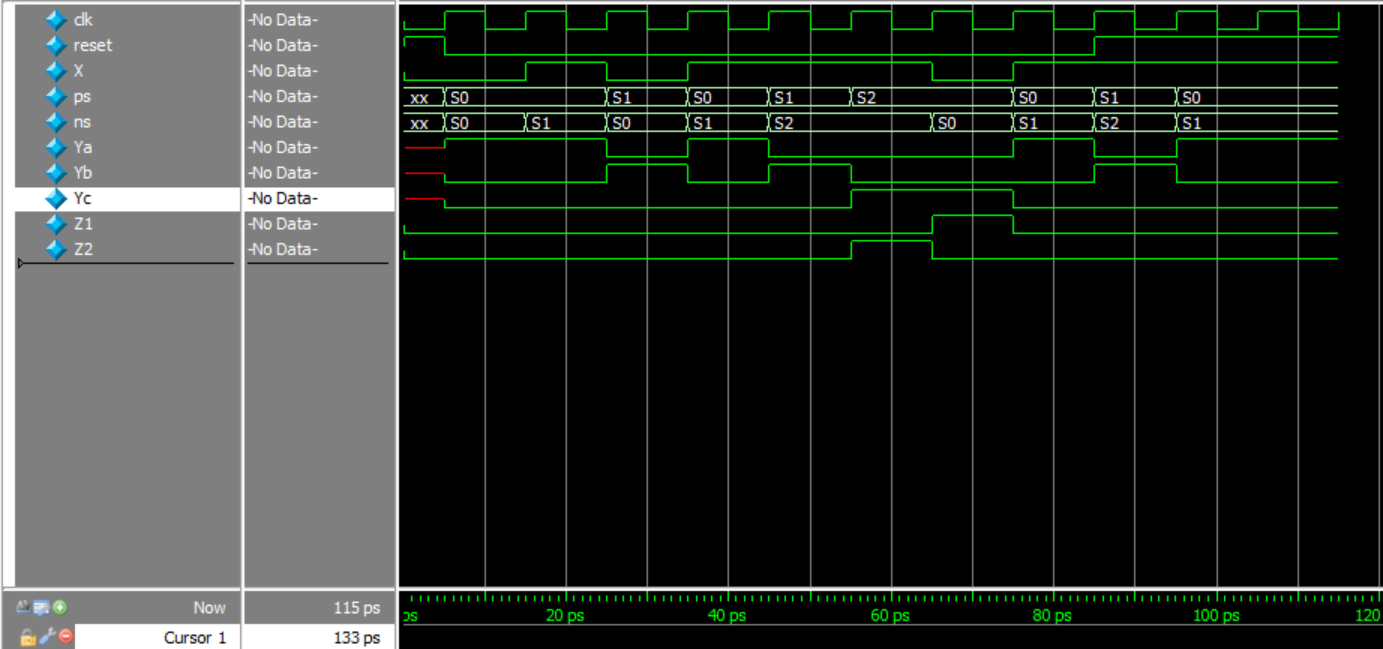 clk -No Data-
reset -No Data-
X -No Data-
ps -No Data- xx S0 S1 S0 S1 S2 S0 S1 S0
ns -No Data- xx S0 S1 S0 S1 S2 S0 S1 S2 S1
Ya -No Data-
Yb -No Data-
Yc -No Data-
Z1 -No Data-
Z2 -No Data-
Now 115 ps ps 20 ps 40 ps 60 ps 80 ps 100 ps 120
Cursor 1 133 ps